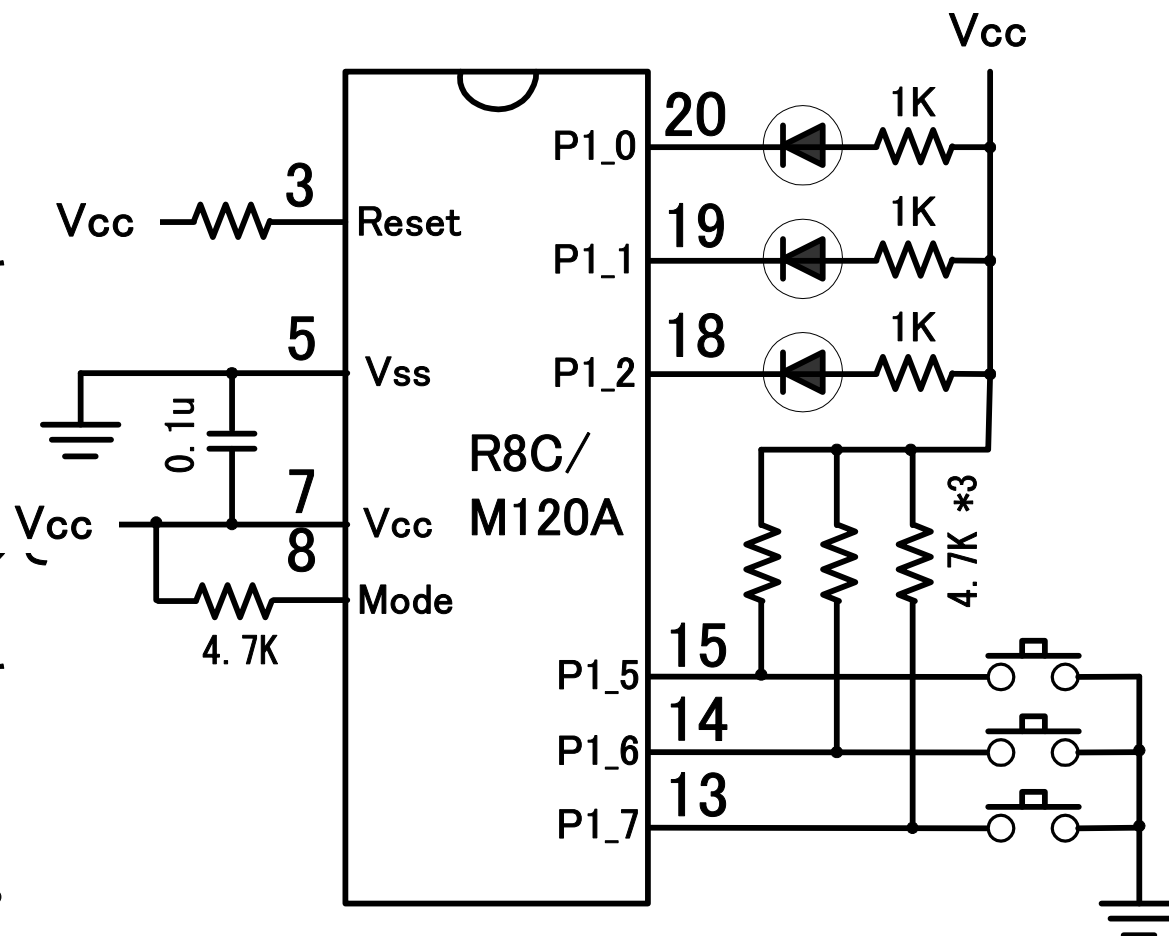 Vcc
20
1K
P1_0
3
Vcc
Reset
19
1K
P1_1
18
1K
5
Vss
P1_2
0.1u
R8C/
M120A
7
Vcc
Vcc
8
Mode
4.7K
4.7K *3
15
P1_5
14
P1_6
13
P1_7